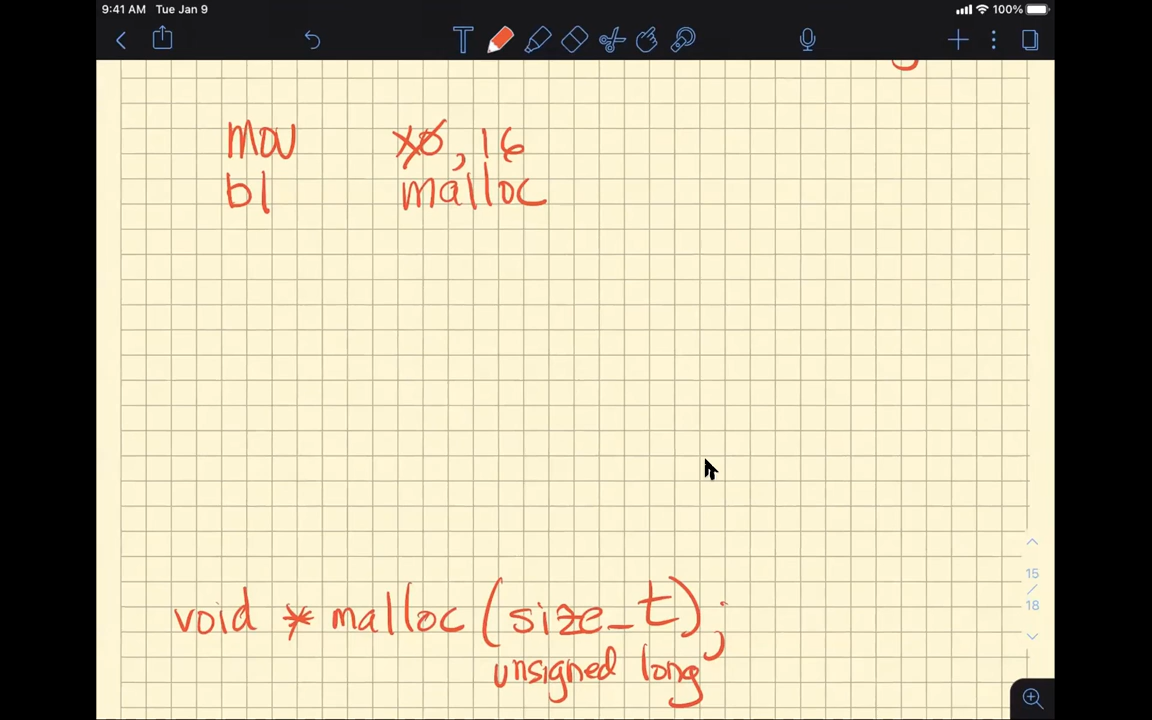 9:41 AM Tue Jan 9
100%
mov x0, 16
bl malloc
void * malloc (size_t);
unsigned long
15
/
18